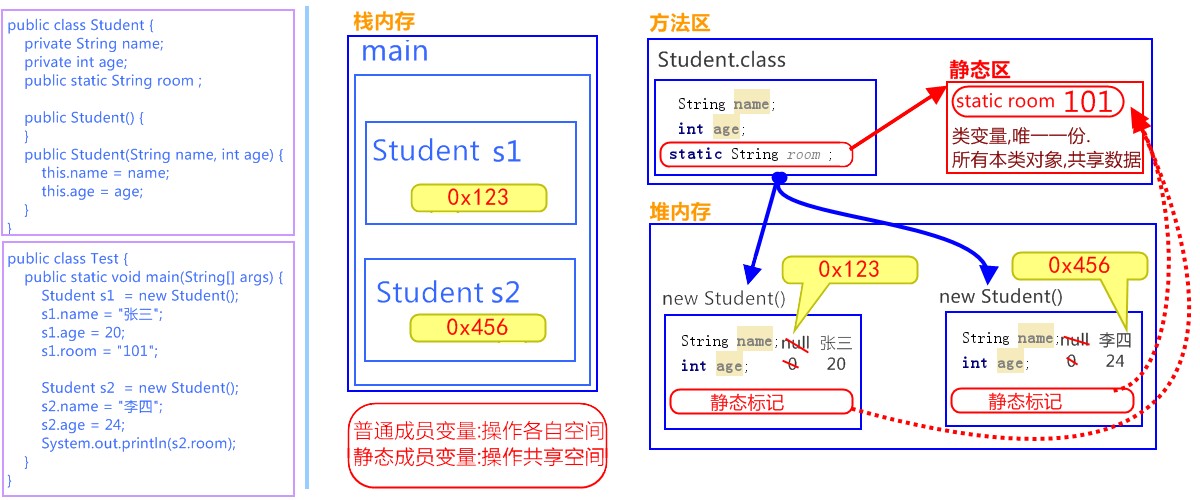 public class Student {
private String name;
private int age;
public static String room ;
public Student() {
}
public Student(String name, int age) {
this.name = name;
this.age = age;
}
}
public class Test {
public static void main(String[] args) {
Student s1 = new Student();
s1.name = "张三";
s1.age = 20;
s1.room = "101";
Student s2 = new Student();
s2.name = "李四";
s2.age = 24;
System.out.println(s2.room);
}
}
栈内存
main
Student s1
0x123
Student s2
0x456
普通成员变量:操作各自空间
静态成员变量:操作共享空间
方法区
Student.class
String name;
int age;
static String room ;
静态区
static room 101
类变量,唯一一份.
所有本类对象,共享数据
堆内存
0x123
new Student()
String name; null 张三
int age; 0 20
静态标记
0x456
new Student()
String name; null 李四
int age; 0 24
静态标记